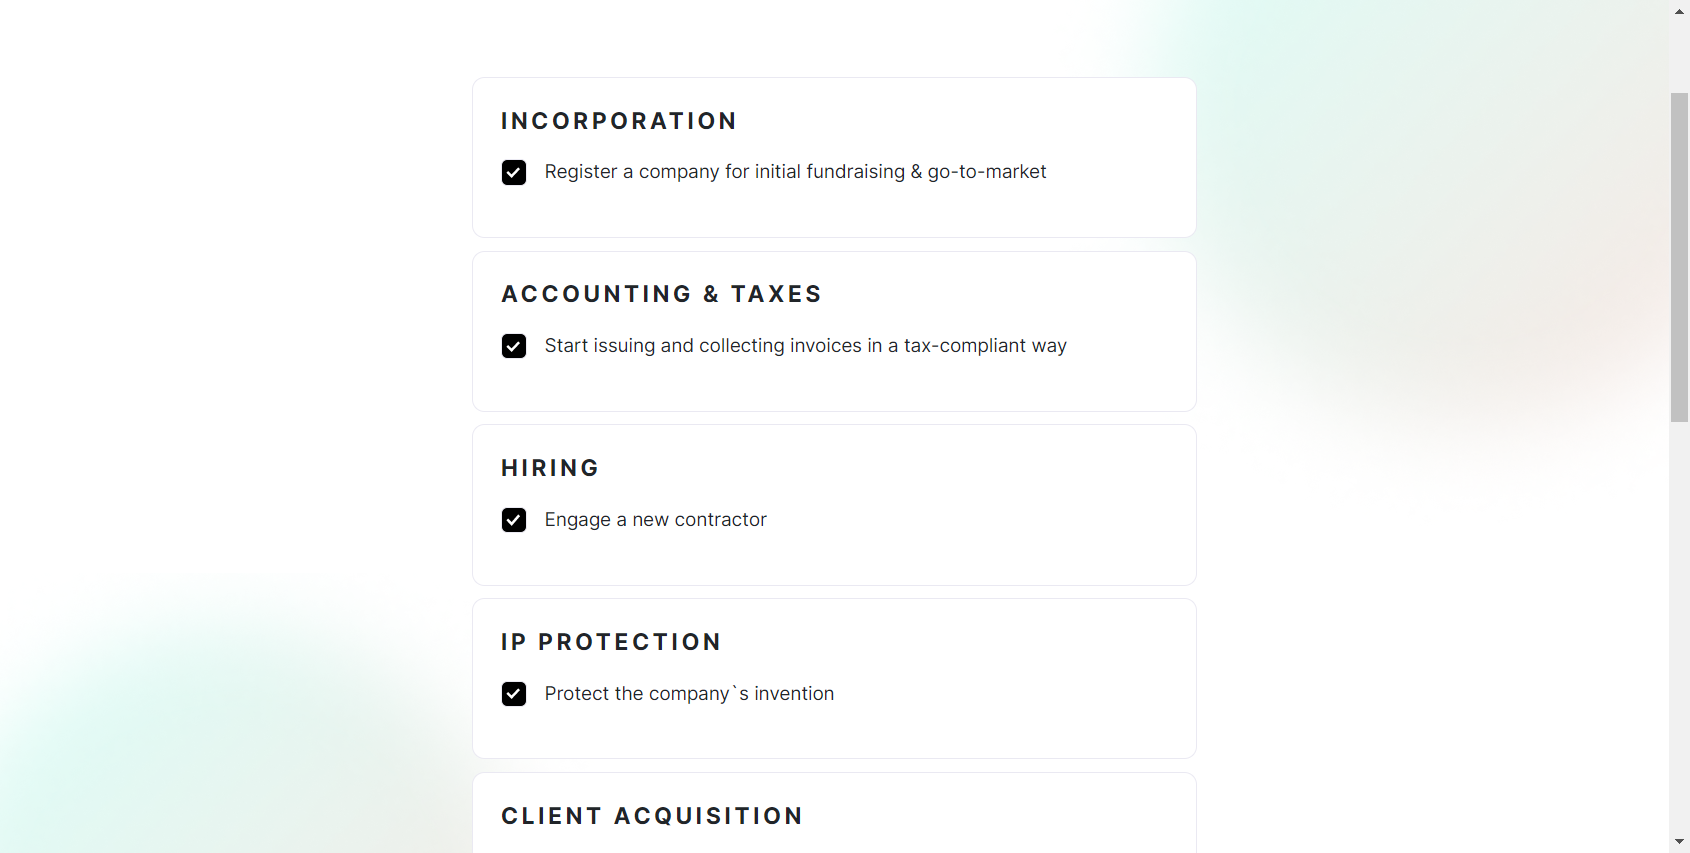 INCORPORATION
Register a company for initial fundraising & go-to-market
ACCOUNTING & TAXES
Start issuing and collecting invoices in a tax-compliant way
HIRING
Engage a new contractor
IP PROTECTION
Protect the company`s invention
CLIENT ACQUISITION